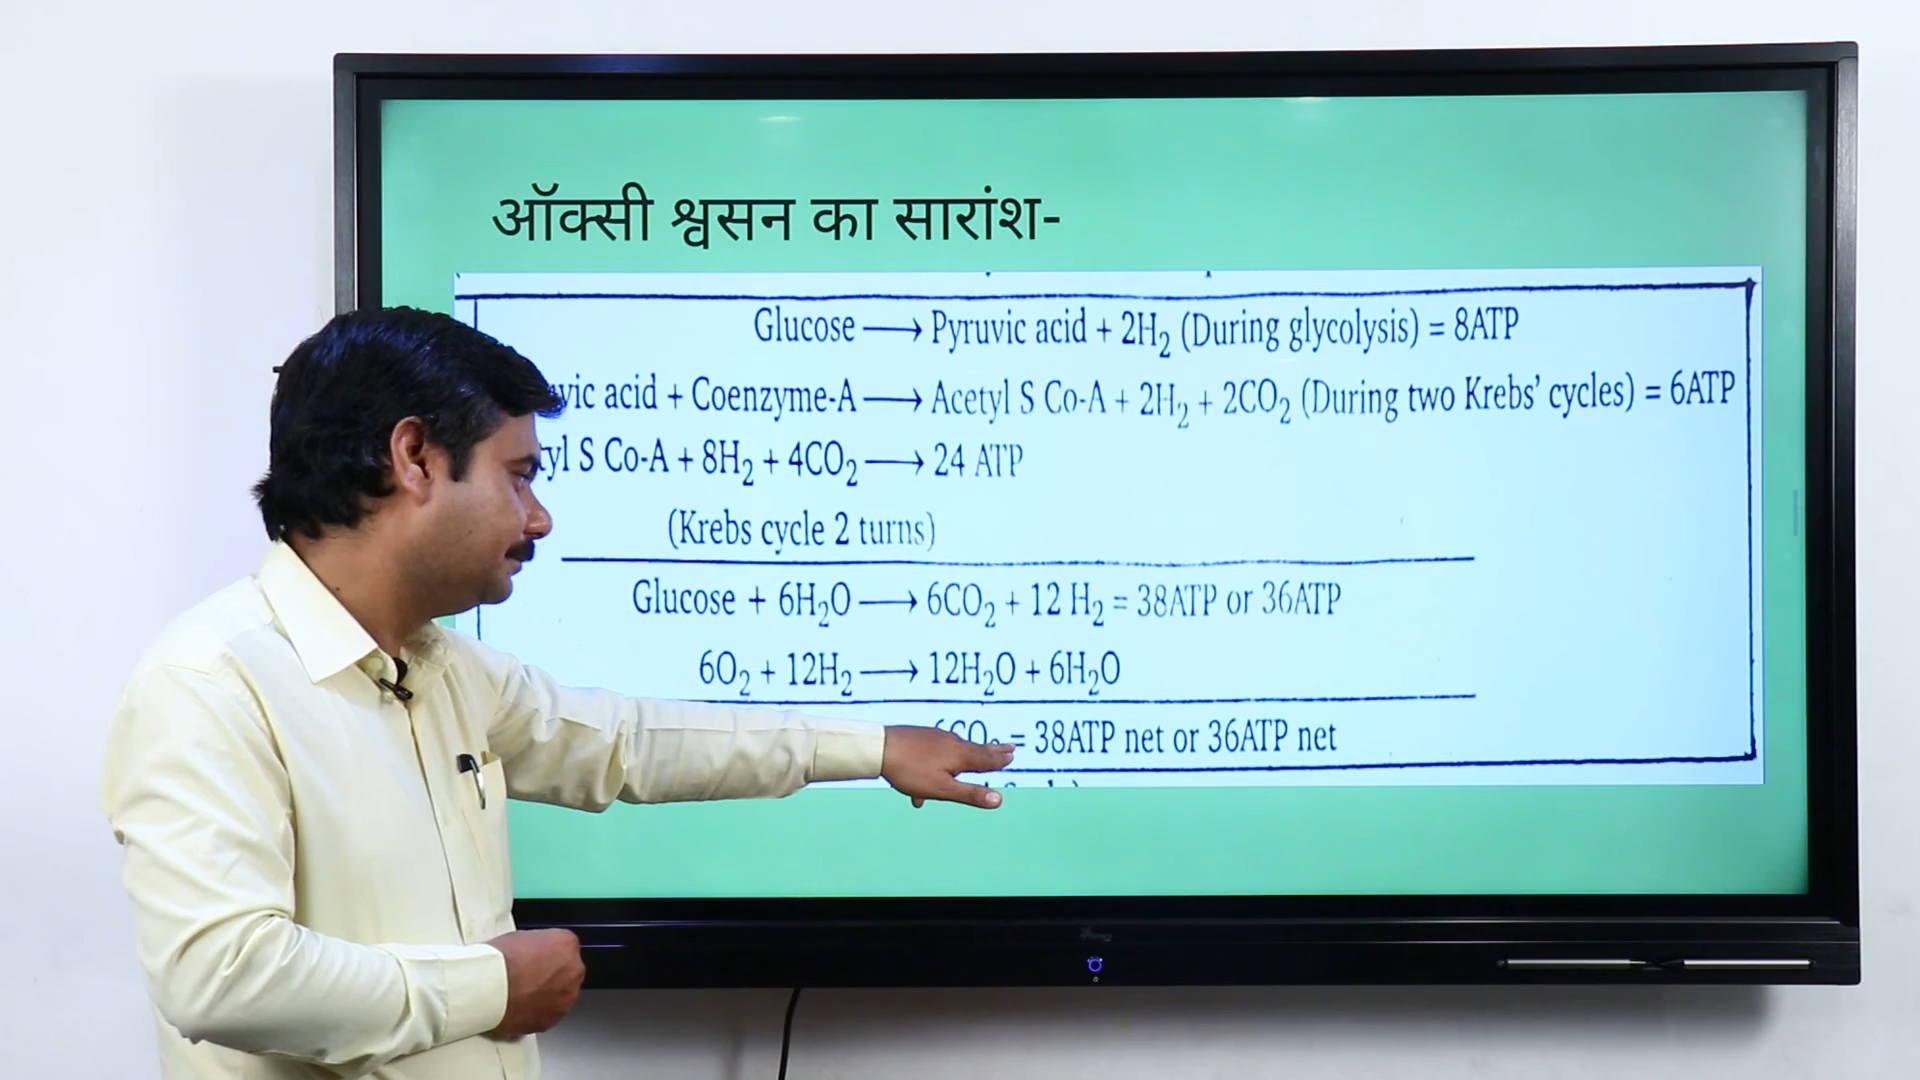 ऑक्सी श्वसन का सारांश-
Glucose ⟶ Pyruvic acid + 2H₂ (During glycolysis) = 8ATP
vic acid + Coenzyme-A ⟶ Acetyl S Co-A + 2H₂ + 2CO₂ (During two Krebs' cycles) = 6ATP
tyl S Co-A + 8H₂ + 4CO₂ ⟶ 24 ATP
(Krebs cycle 2 turns)
Glucose + 6H₂O ⟶ 6CO₂ + 12 H₂ = 38ATP or 36ATP
6O₂ + 12H₂ ⟶ 12H₂O + 6H₂O
6CO₂ = 38ATP net or 36ATP net